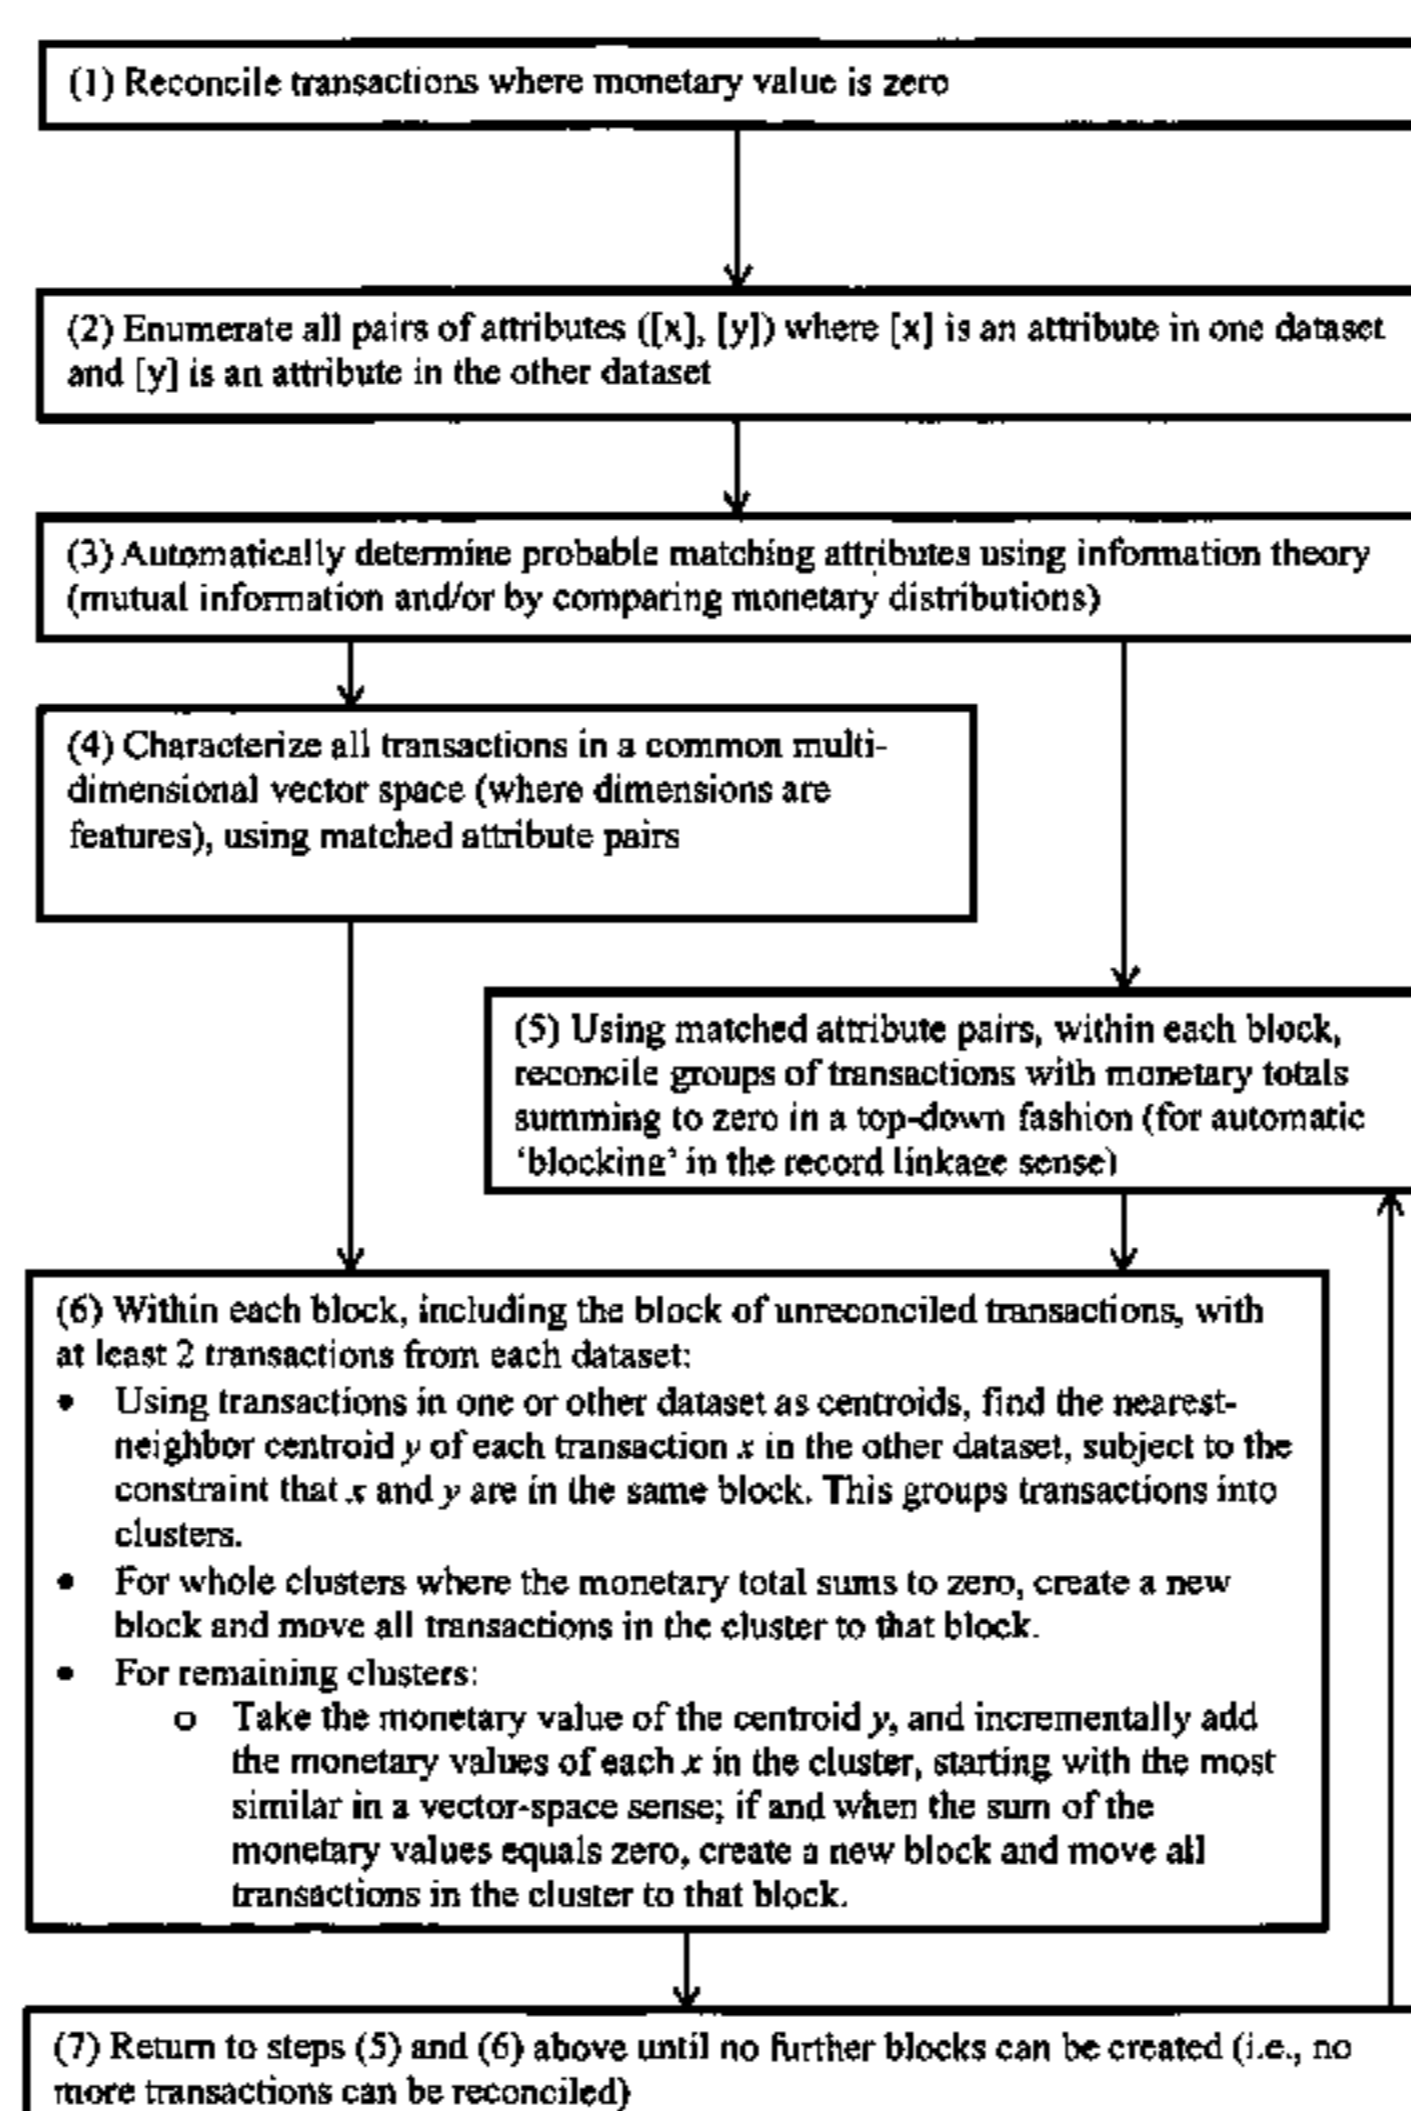 (1) Reconcile transactions where monetary value is zero
(2) Enumerate all pairs of attributes ([x], [y]) where [x] is an attribute in one dataset
and [y] is an attribute in the other dataset
(3) Automatically determine probable matching attributes using information theory
(mutual information and/or by comparing monetary distributions)
(4) Characterize all transactions in a common multi-
dimensional vector space (where dimensions are
features), using matched attribute pairs
(5) Using matched attribute pairs, within each block,
reconcile groups of transactions with monetary totals
summing to zero in a top-down fashion (for automatic
‘blocking’ in the record linkage sense)
(6) Within each block, including the block of unreconciled transactions, with
at least 2 transactions from each dataset:
• Using transactions in one or other dataset as centroids, find the nearest-
neighbor centroid y of each transaction x in the other dataset, subject to the
constraint that x and y are in the same block. This groups transactions into
clusters.
• For whole clusters where the monetary total sums to zero, create a new
block and move all transactions in the cluster to that block.
• For remaining clusters:
o Take the monetary value of the centroid y, and incrementally add
the monetary values of each x in the cluster, starting with the most
similar in a vector-space sense; if and when the sum of the
monetary values equals zero, create a new block and move all
transactions in the cluster to that block.
(7) Return to steps (5) and (6) above until no further blocks can be created (i.e., no
more transactions can be reconciled)